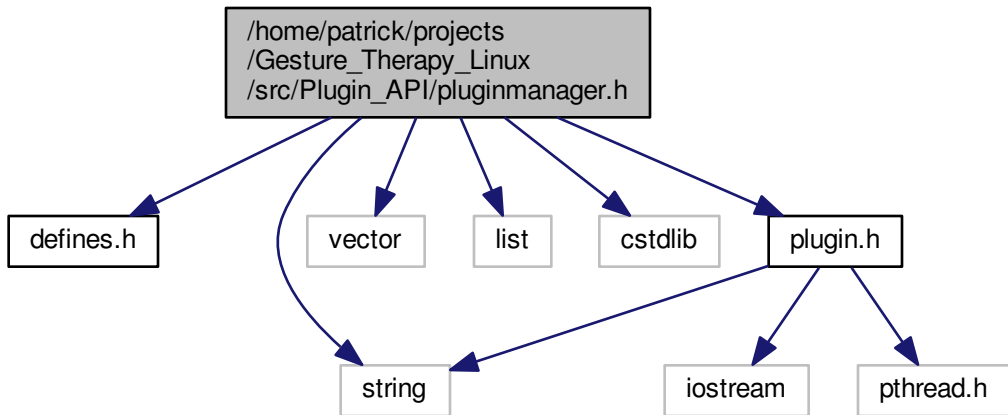 /home/patrick/projects
/Gesture_Therapy_Linux
/src/Plugin_API/pluginmanager.h
defines.h
vector
list
cstdlib
plugin.h
string
iostream
pthread.h